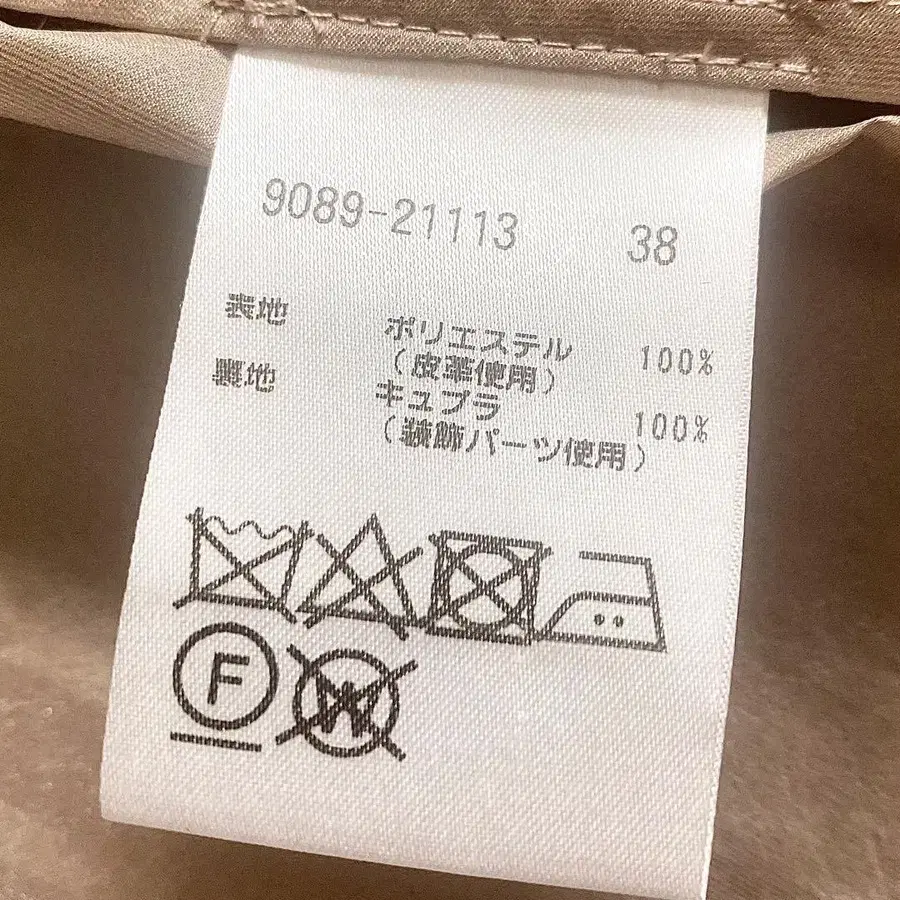 9089-21113 38
表地 ポリエステル 100%
(皮革使用)
裏地 キュプラ 100%
(装飾パーツ使用)
F
W